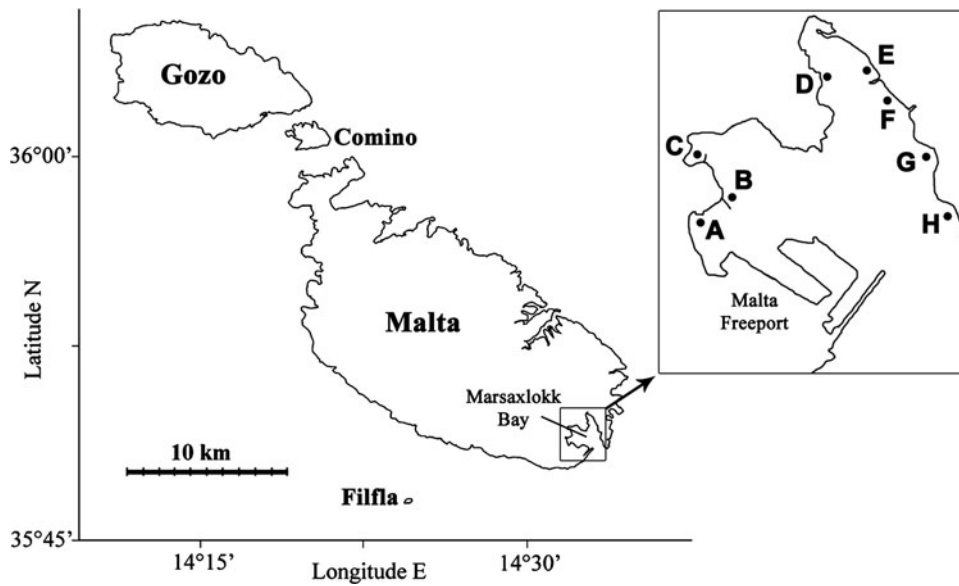 Gozo
Comino
36°00'
Malta
Latitude N
Marsaxlokk
Bay
10 km
Filfla
35°45'
14°15'
14°30'
Longitude E
D
E
F
C
G
B
A
H
Malta
Freeport